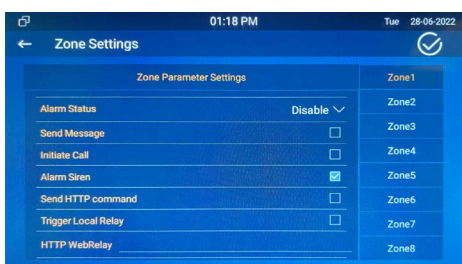 01:18 PM Tue 28-06-2022
Zone Settings
Zone Parameter Settings
Alarm Status Disable
Send Message
Initiate Call
Alarm Siren
Send HTTP command
Trigger Local Relay
HTTP WebRelay
Zone1
Zone2
Zone3
Zone4
Zone5
Zone6
Zone7
Zone8